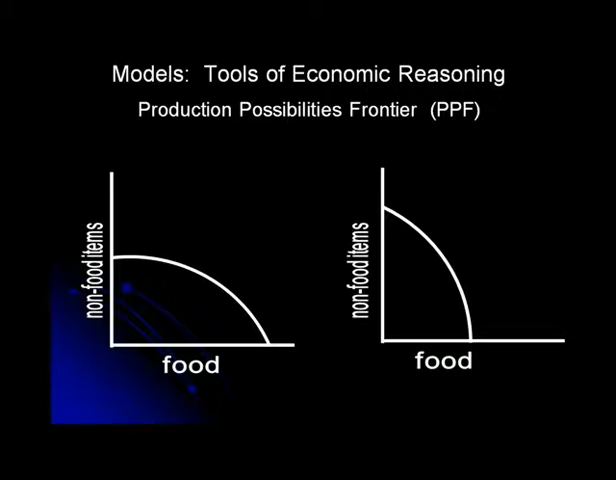 Models:  Tools of Economic Reasoning
Production Possibilities Frontier  (PPF)
non-food items
food
non-food items
food